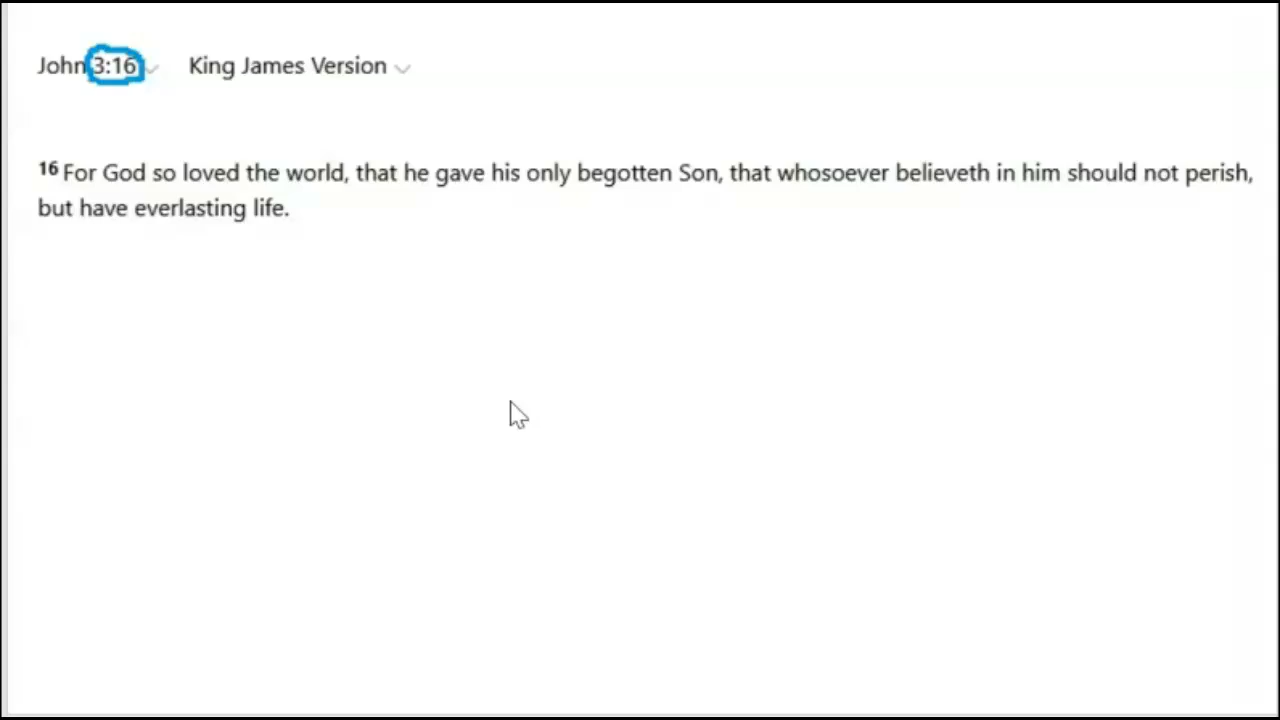 John 3:16 King James Version
16 For God so loved the world, that he gave his only begotten Son, that whosoever believeth in him should not perish,
but have everlasting life.